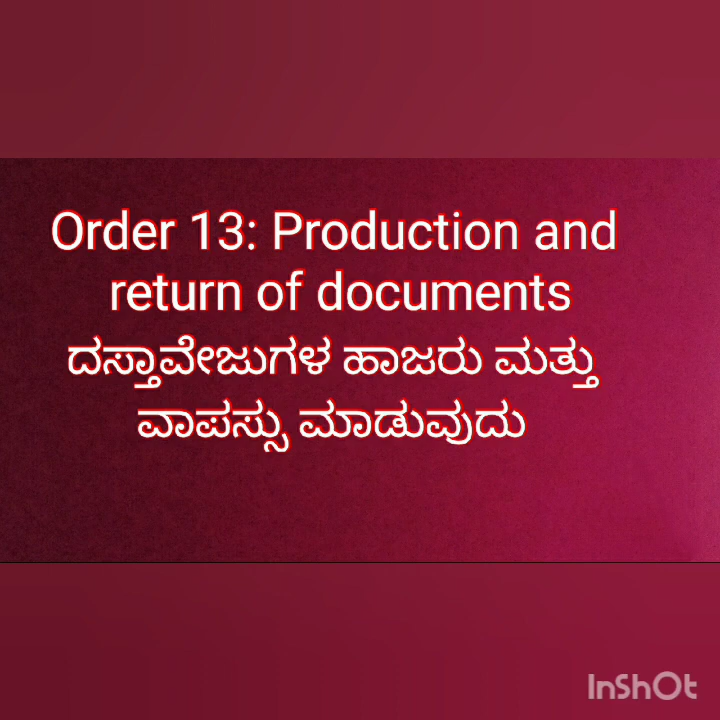 Order 13: Production and
return of documents
ದಸ್ತಾವೇಜುಗಳ ಹಾಜರು ಮತ್ತು
ವಾಪಸ್ಸು ಮಾಡುವುದು
InShOt